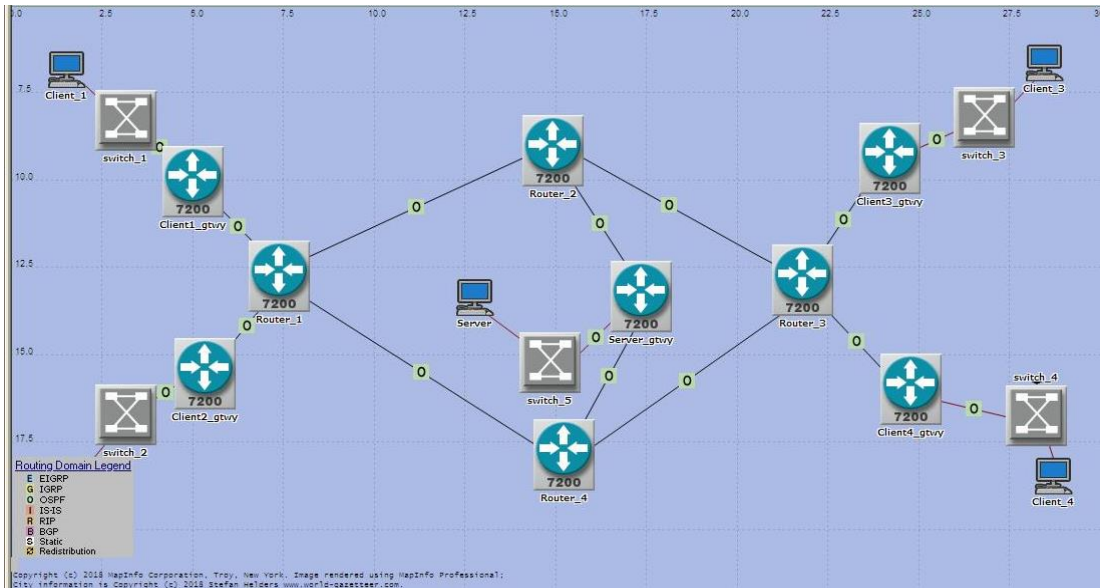 0.0 2.5 5.0 7.5 10.0 12.5 15.0 17.5 20.0 22.5 25.0 27.5
Client_1
Client_3
7.5
switch_1
switch_3
O
O
7200
Router_2
7200
Client3_gtwy
10.0
7200
Client1_gtwy
O
O
O
O
O
12.5
7200
Router_1
Server
7200
Server_gtwy
7200
Router_3
O
O
O
15.0
O
O
O
switch_5
O
switch_4
7200
Client2_gtwy
O
7200
Client4_gtwy
O
switch_2
17.5
7200
Router_4
Client_4
Routing Domain Legend
E EIGRP
G IGRP
O OSPF
I IS-IS
R RIP
B BGP
S Static
Redistribution
Copyright (c) 2018 MapInfo Corporation, Troy, New York. Image rendered using MapInfo Professional;
City information is Copyright (c) 2018 Stefan Helders www.world-gazetteer.com.